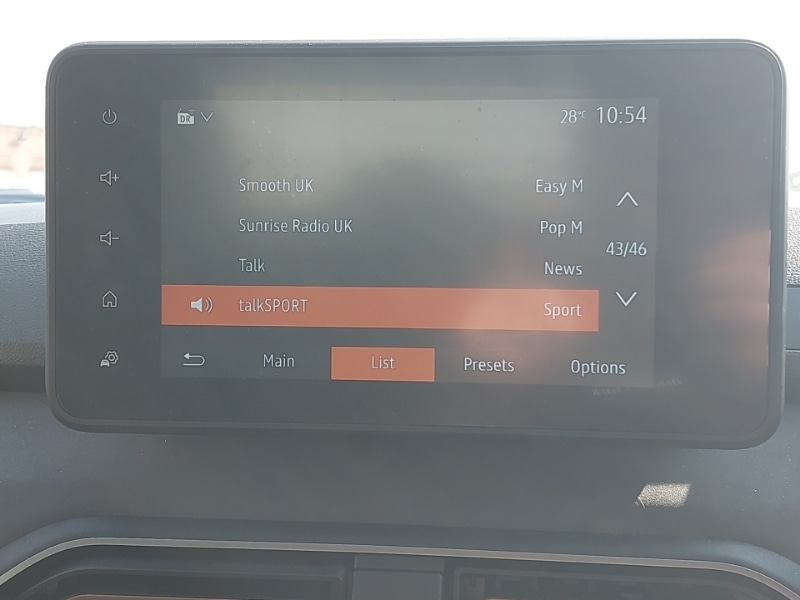 DR 28°C 10:54
Smooth UK Easy M
Sunrise Radio UK Pop M
43/46
Talk News
talkSPORT Sport
Main List Presets Options